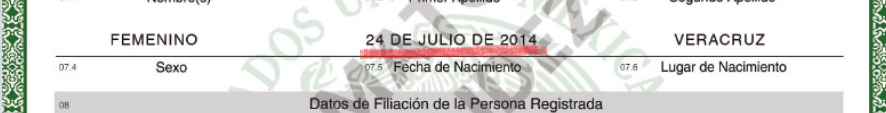 Nombre(s) Primer Apellido Segundo Apellido
FEMENINO 24 DE JULIO DE 2014 VERACRUZ
07.4 Sexo 07.5 Fecha de Nacimiento 07.6 Lugar de Nacimiento
08 Datos de Filiación de la Persona Registrada